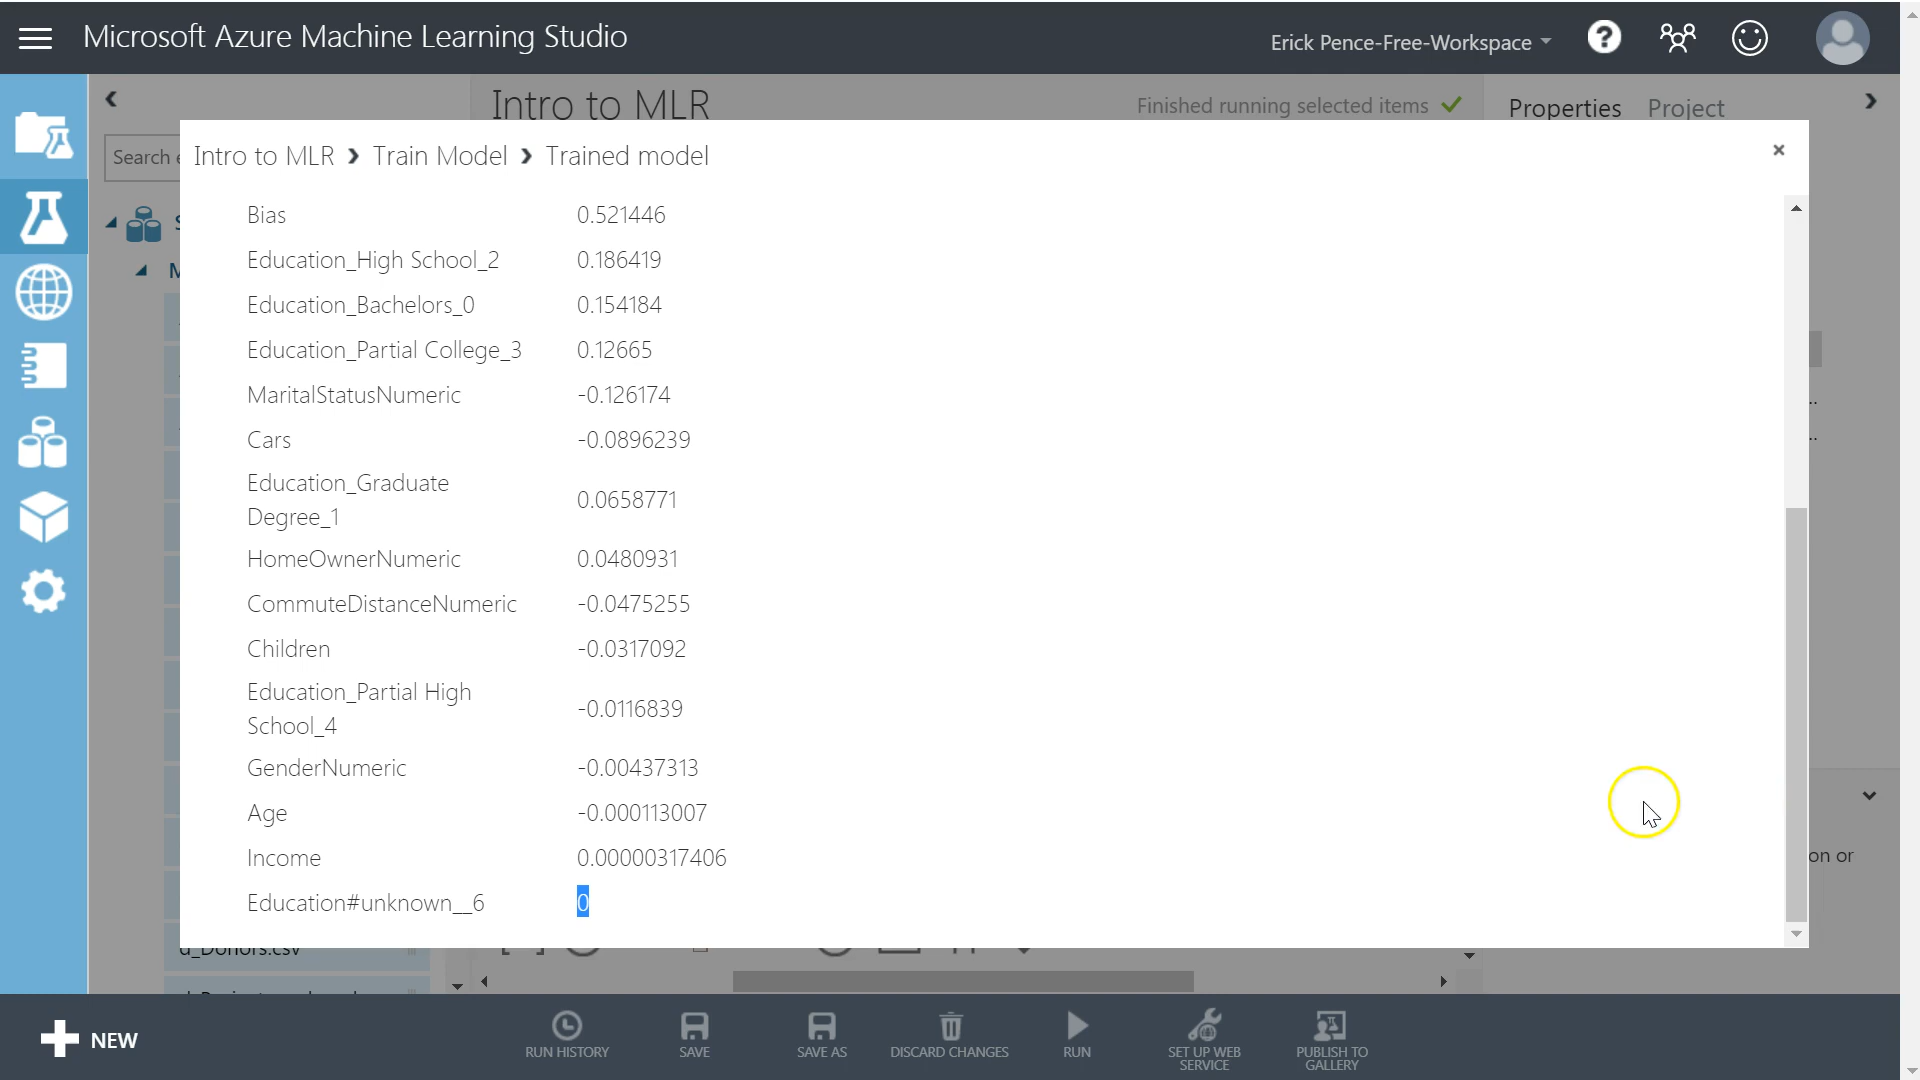 Microsoft Azure Machine Learning Studio
Erick Pence-Free-Workspace
Intro to MLR
Finished running selected items
Properties Project
Search
Intro to MLR > Train Model > Trained model
Bias 0.521446
Education_High School_2 0.186419
Education_Bachelors_0 0.154184
Education_Partial College_3 0.12665
MaritalStatusNumeric -0.126174
Cars -0.0896239
Education_Graduate
Degree_1 0.0658771
HomeOwnerNumeric 0.0480931
CommuteDistanceNumeric -0.0475255
Children -0.0317092
Education_Partial High
School_4 -0.0116839
GenderNumeric -0.00437313
Age -0.000113007
Income 0.00000317406
Education#unknown__6 0
on or
NEW
RUN HISTORY
SAVE
SAVE AS
DISCARD CHANGES
RUN
SET UP WEB
SERVICE
PUBLISH TO
GALLERY